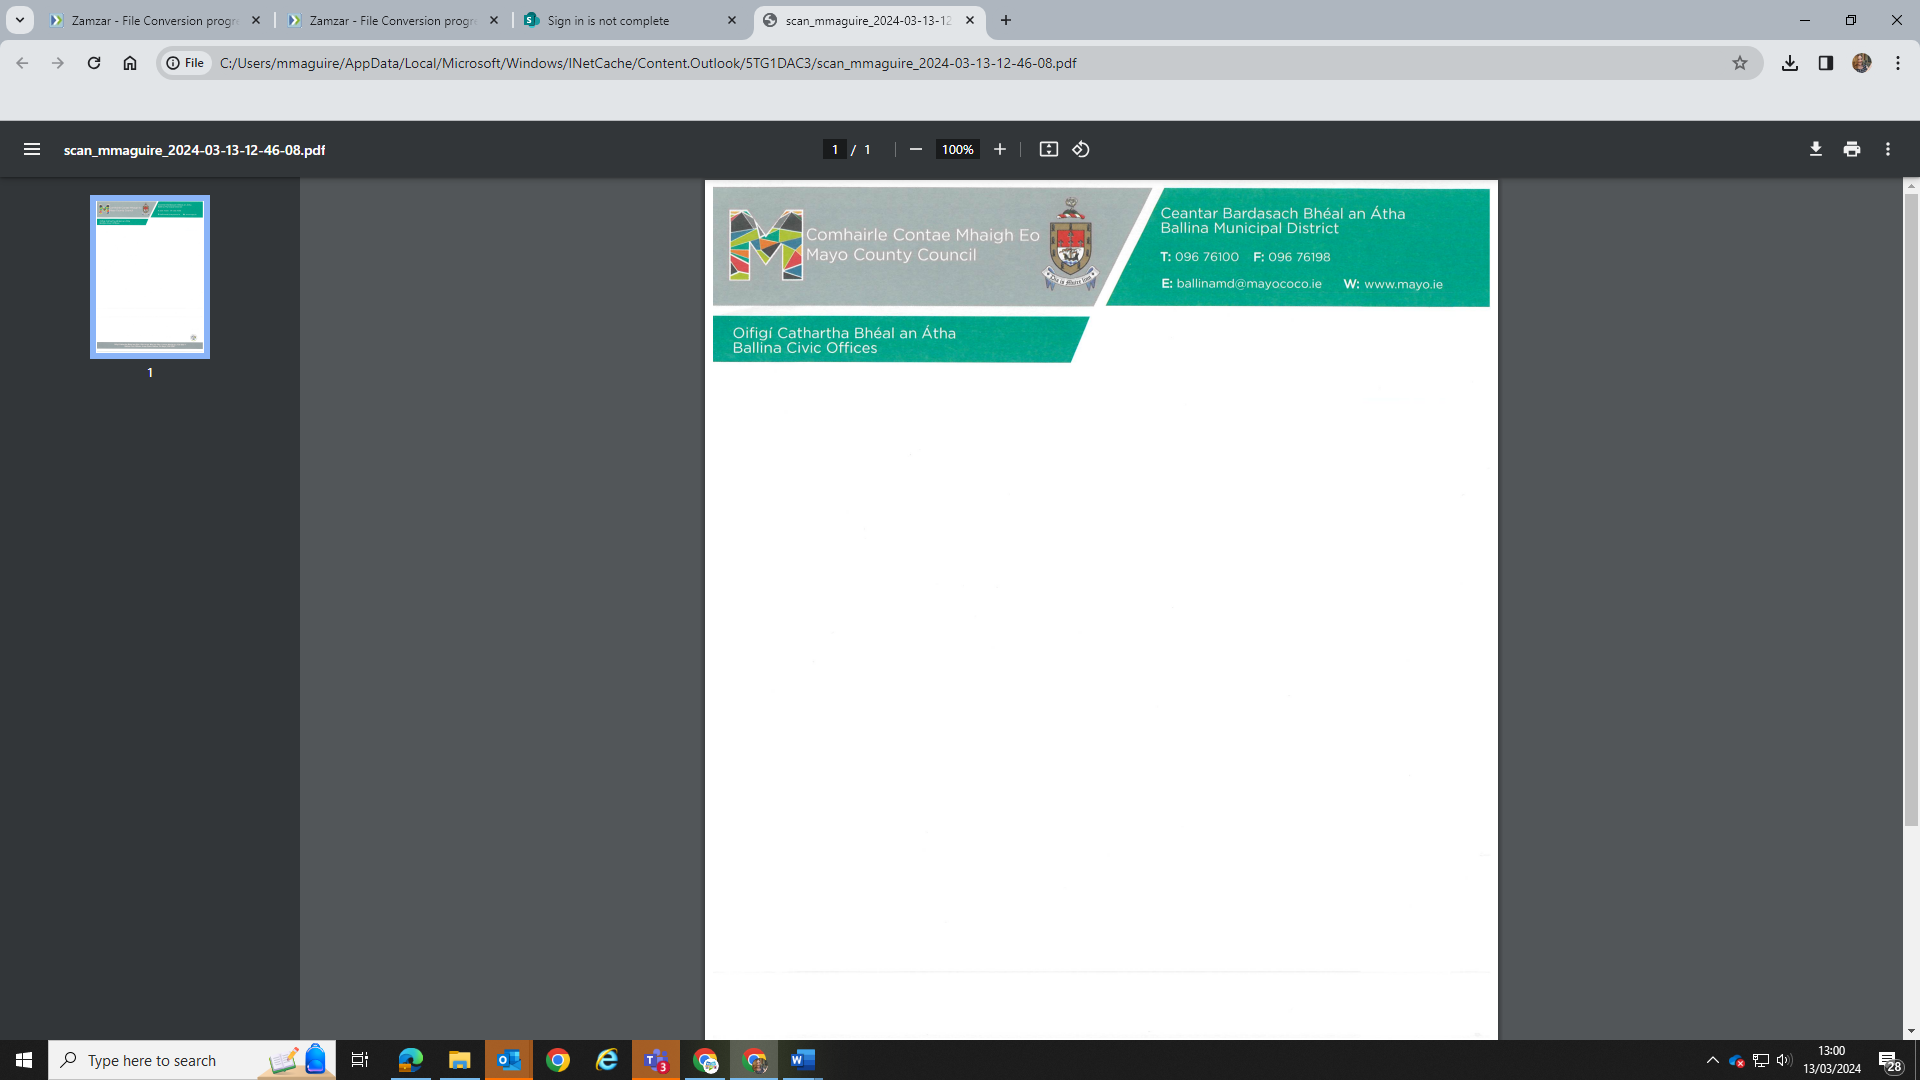 Zamzar - File Conversion progre
Zamzar - File Conversion progre
Sign in is not complete
scan_mmaguire_2024-03-13-12
File
C:/Users/mmaguire/AppData/Local/Microsoft/Windows/INetCache/Content.Outlook/5TG1DAC3/scan_mmaguire_2024-03-13-12-46-08.pdf
scan_mmaguire_2024-03-13-12-46-08.pdf
1 / 1
100%
1
M
Comhairle Contae Mhaigh Eo
Mayo County Council
Ceantar Bardasach Bhéal an Átha
Ballina Municipal District
T: 096 76100 F: 096 76198
E: ballinamd@mayococo.ie W: www.mayo.ie
Oifigí Cathartha Bhéal an Átha
Ballina Civic Offices
Type here to search
3
13:00
13/03/2024
28